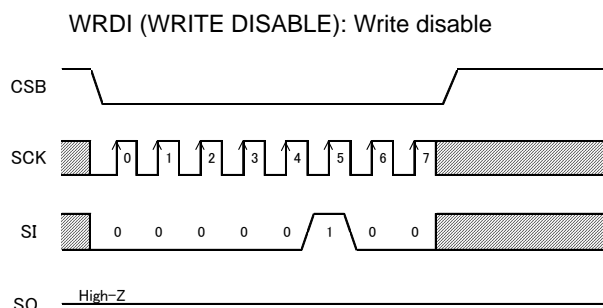 WRDI (WRITE DISABLE): Write disable
CSB
SCK 0 1 2 3 4 5 6 7
SI 0 0 0 0 0 1 0 0
High-Z
SO